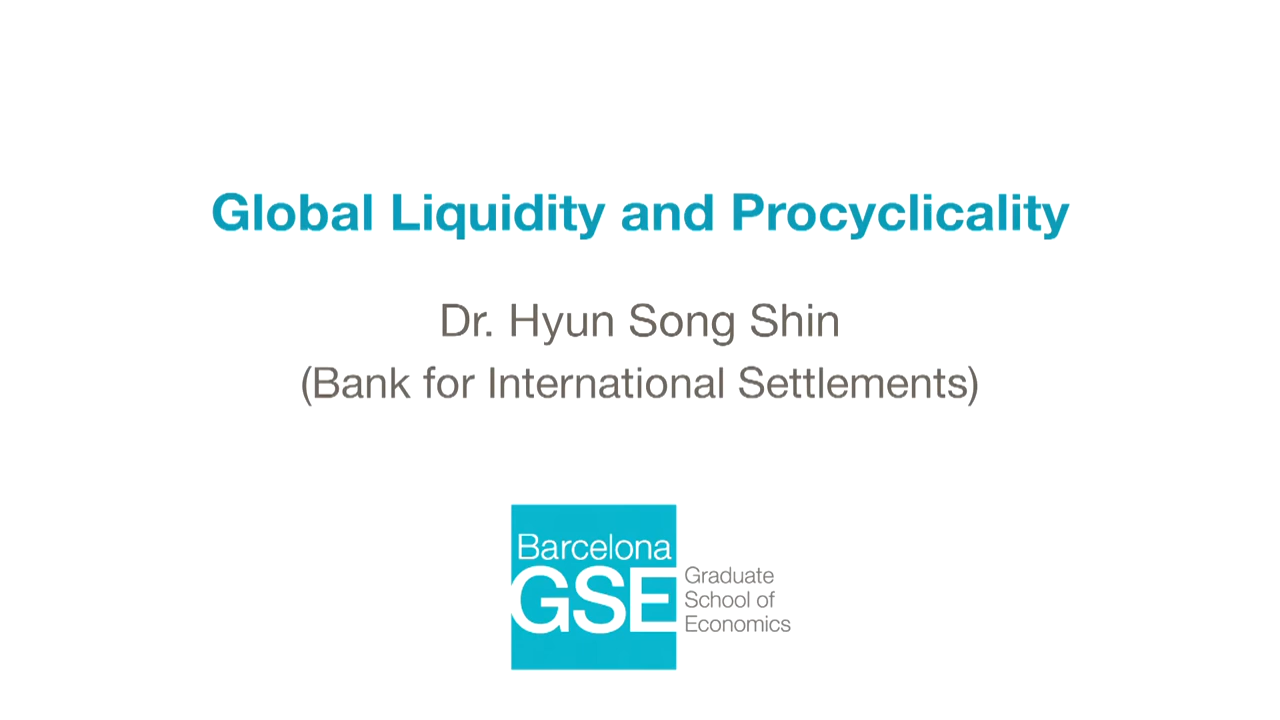 Global Liquidity and Procyclicality
Dr. Hyun Song Shin
(Bank for International Settlements)
Barcelona
GSE
Graduate
School of
Economics